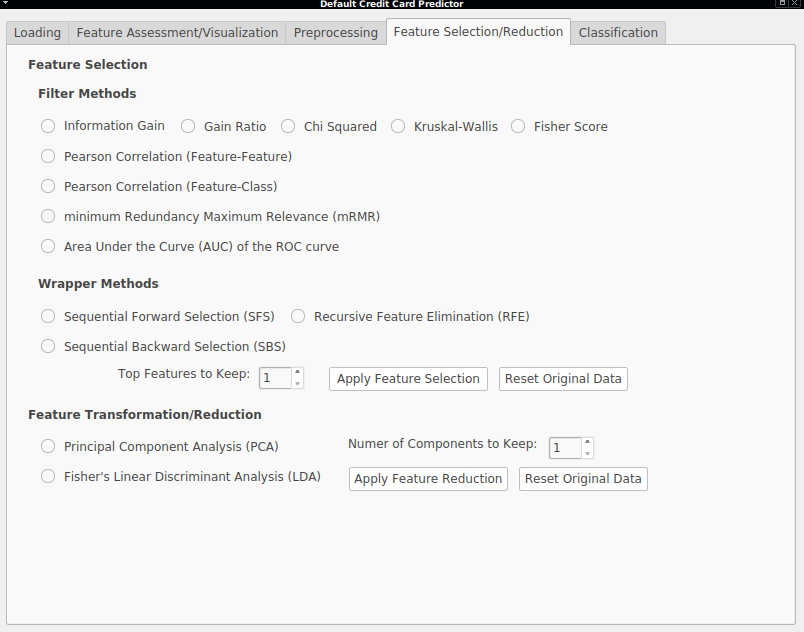 Default Credit Card Predictor
Loading Feature Assessment/Visualization Preprocessing Feature Selection/Reduction Classification
Feature Selection
Filter Methods
Information Gain Gain Ratio Chi Squared Kruskal-Wallis Fisher Score
Pearson Correlation (Feature-Feature)
Pearson Correlation (Feature-Class)
minimum Redundancy Maximum Relevance (mRMR)
Area Under the Curve (AUC) of the ROC curve
Wrapper Methods
Sequential Forward Selection (SFS) Recursive Feature Elimination (RFE)
Sequential Backward Selection (SBS)
Top Features to Keep: 1 Apply Feature Selection Reset Original Data
Feature Transformation/Reduction
Principal Component Analysis (PCA) Numer of Components to Keep: 1
Fisher's Linear Discriminant Analysis (LDA) Apply Feature Reduction Reset Original Data